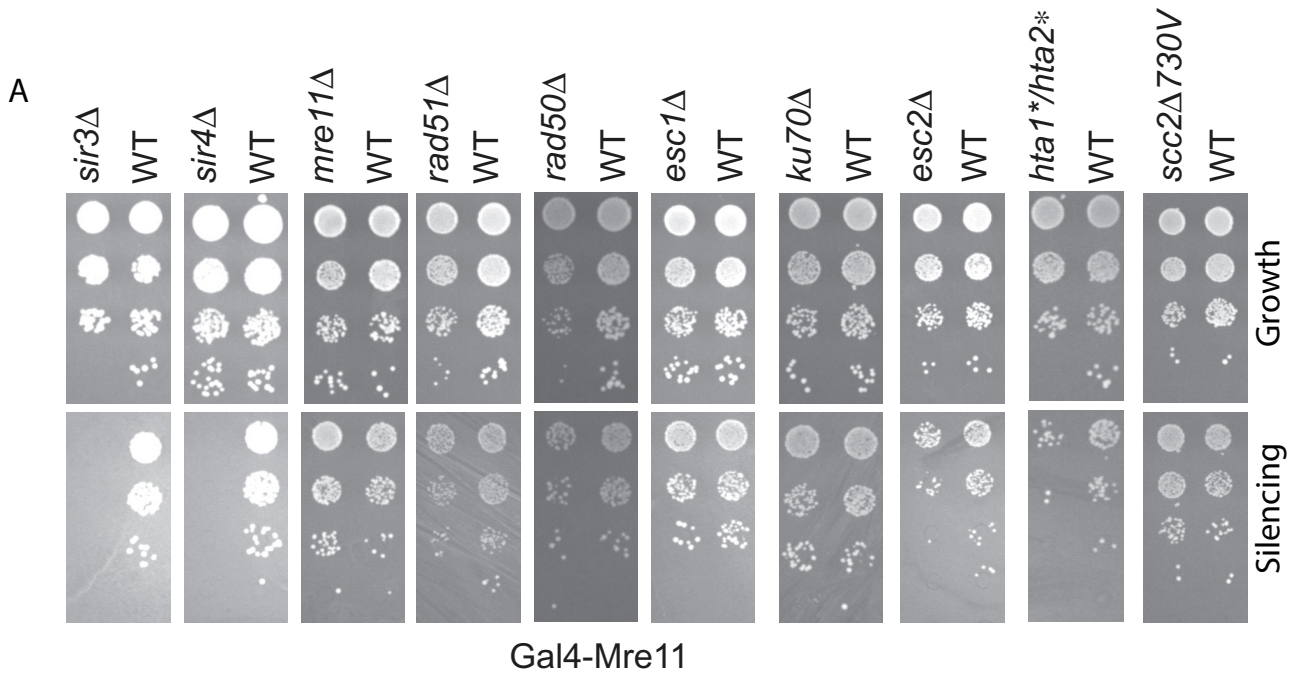 A
sir3Δ WT sir4Δ WT mre11Δ WT rad51Δ WT rad50Δ WT esc1Δ WT ku70Δ WT esc2Δ WT hta1*/hta2* WT scc2Δ730V WT
Growth
Silencing
Gal4-Mre11